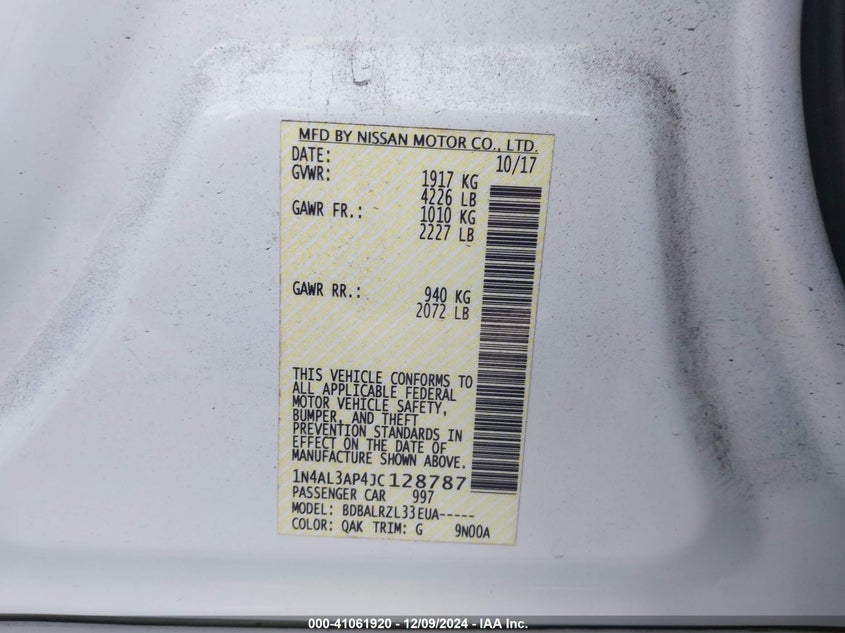 MFD BY NISSAN MOTOR CO., LTD.
DATE: 10/17
GVWR: 1917 KG
4226 LB
GAWR FR.: 1010 KG
2227 LB
GAWR RR.: 940 KG
2072 LB
THIS VEHICLE CONFORMS TO
ALL APPLICABLE FEDERAL
MOTOR VEHICLE SAFETY,
BUMPER, AND THEFT
PREVENTION STANDARDS IN
EFFECT ON THE DATE OF
MANUFACTURE SHOWN ABOVE.
1N4AL3AP4JC128787
PASSENGER CAR 997
MODEL: BDBALRZL33EUA-----
COLOR: QAK TRIM: G 9N00A
000-41061920 - 12/09/2024 - IAA Inc.